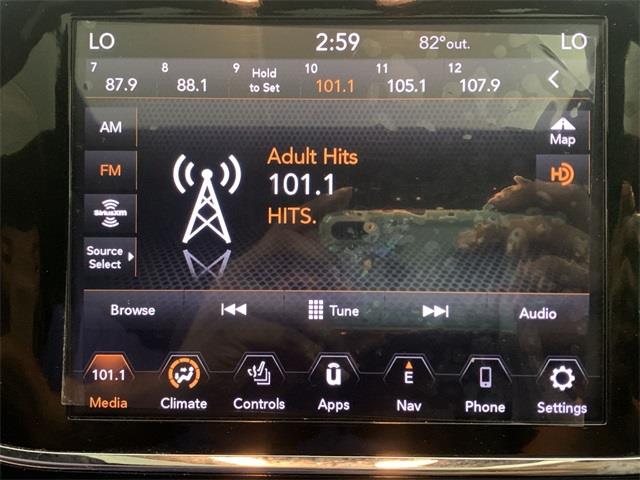 LO 2:59 82°out. LO
7 87.9 8 88.1 9 Hold to Set 10 101.1 11 105.1 12 107.9
AM
Map
FM
HD
Adult Hits
101.1
HITS.
SiriusXM
Source
Select
Browse Tune Audio
101.1 E
Media Climate Controls Apps Nav Phone Settings